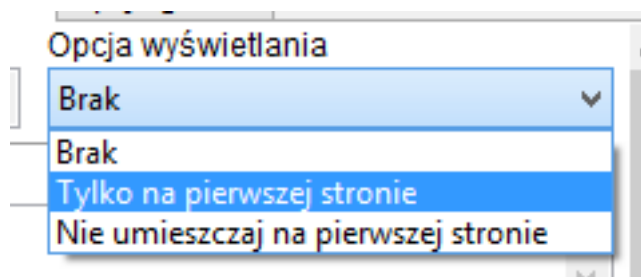 Opcja wyświetlania
Brak
Brak
Tylko na pierwszej stronie
Nie umieszczaj na pierwszej stronie